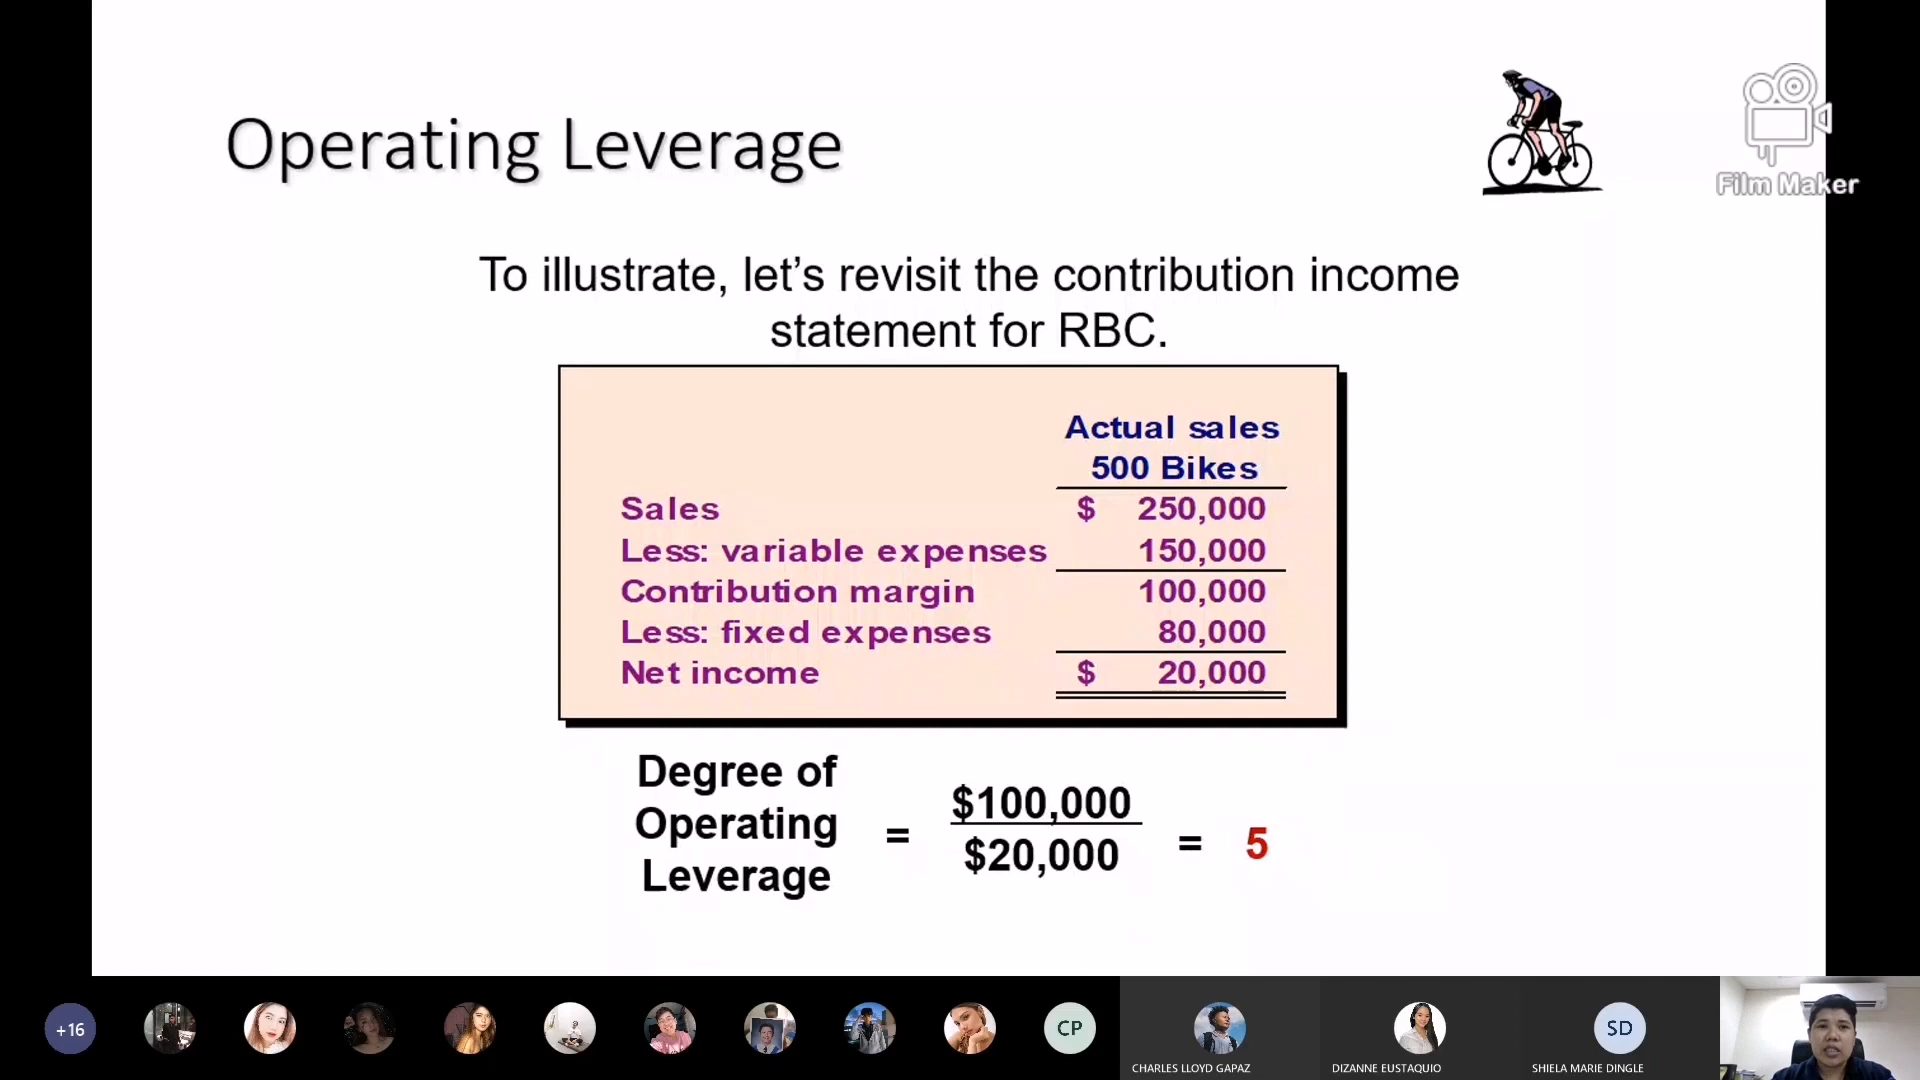 Operating Leverage
Film Maker
To illustrate, let’s revisit the contribution income
statement for RBC.
Actual sales
500 Bikes
Sales $ 250,000
Less: variable expenses 150,000
Contribution margin 100,000
Less: fixed expenses 80,000
Net income $ 20,000
Degree of
Operating
Leverage
=
$100,000
$20,000
= 5
+16
CP
SD
CHARLES LLOYD GAPAZ
DIZANNE EUSTAQUIO
SHIELA MARIE DINGLE